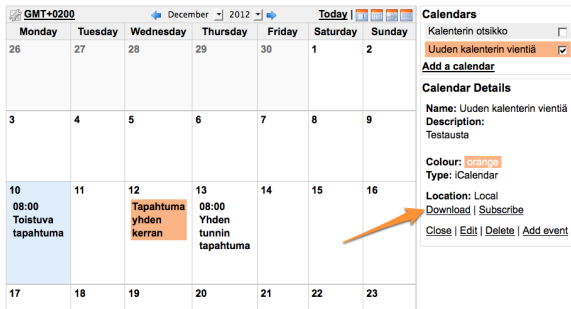 GMT+0200 December 2012 Today |
Monday Tuesday Wednesday Thursday Friday Saturday Sunday
26 27 28 29 30 1 2
3 4 5 6 7 8 9
10 11 12 13 14 15 16
08:00
Toistuva
tapahtuma
Tapahtuma
yhden
kerran
08:00
Yhden
tunnin
tapahtuma
17 18 19 20 21 22 23
Calendars
Kalenterin otsikko
Uuden kalenterin vientiä
Add a calendar
Calendar Details
Name: Uuden kalenterin vientiä
Description:
Testausta
Colour: orange
Type: iCalendar
Location: Local
Download | Subscribe
Close | Edit | Delete | Add event